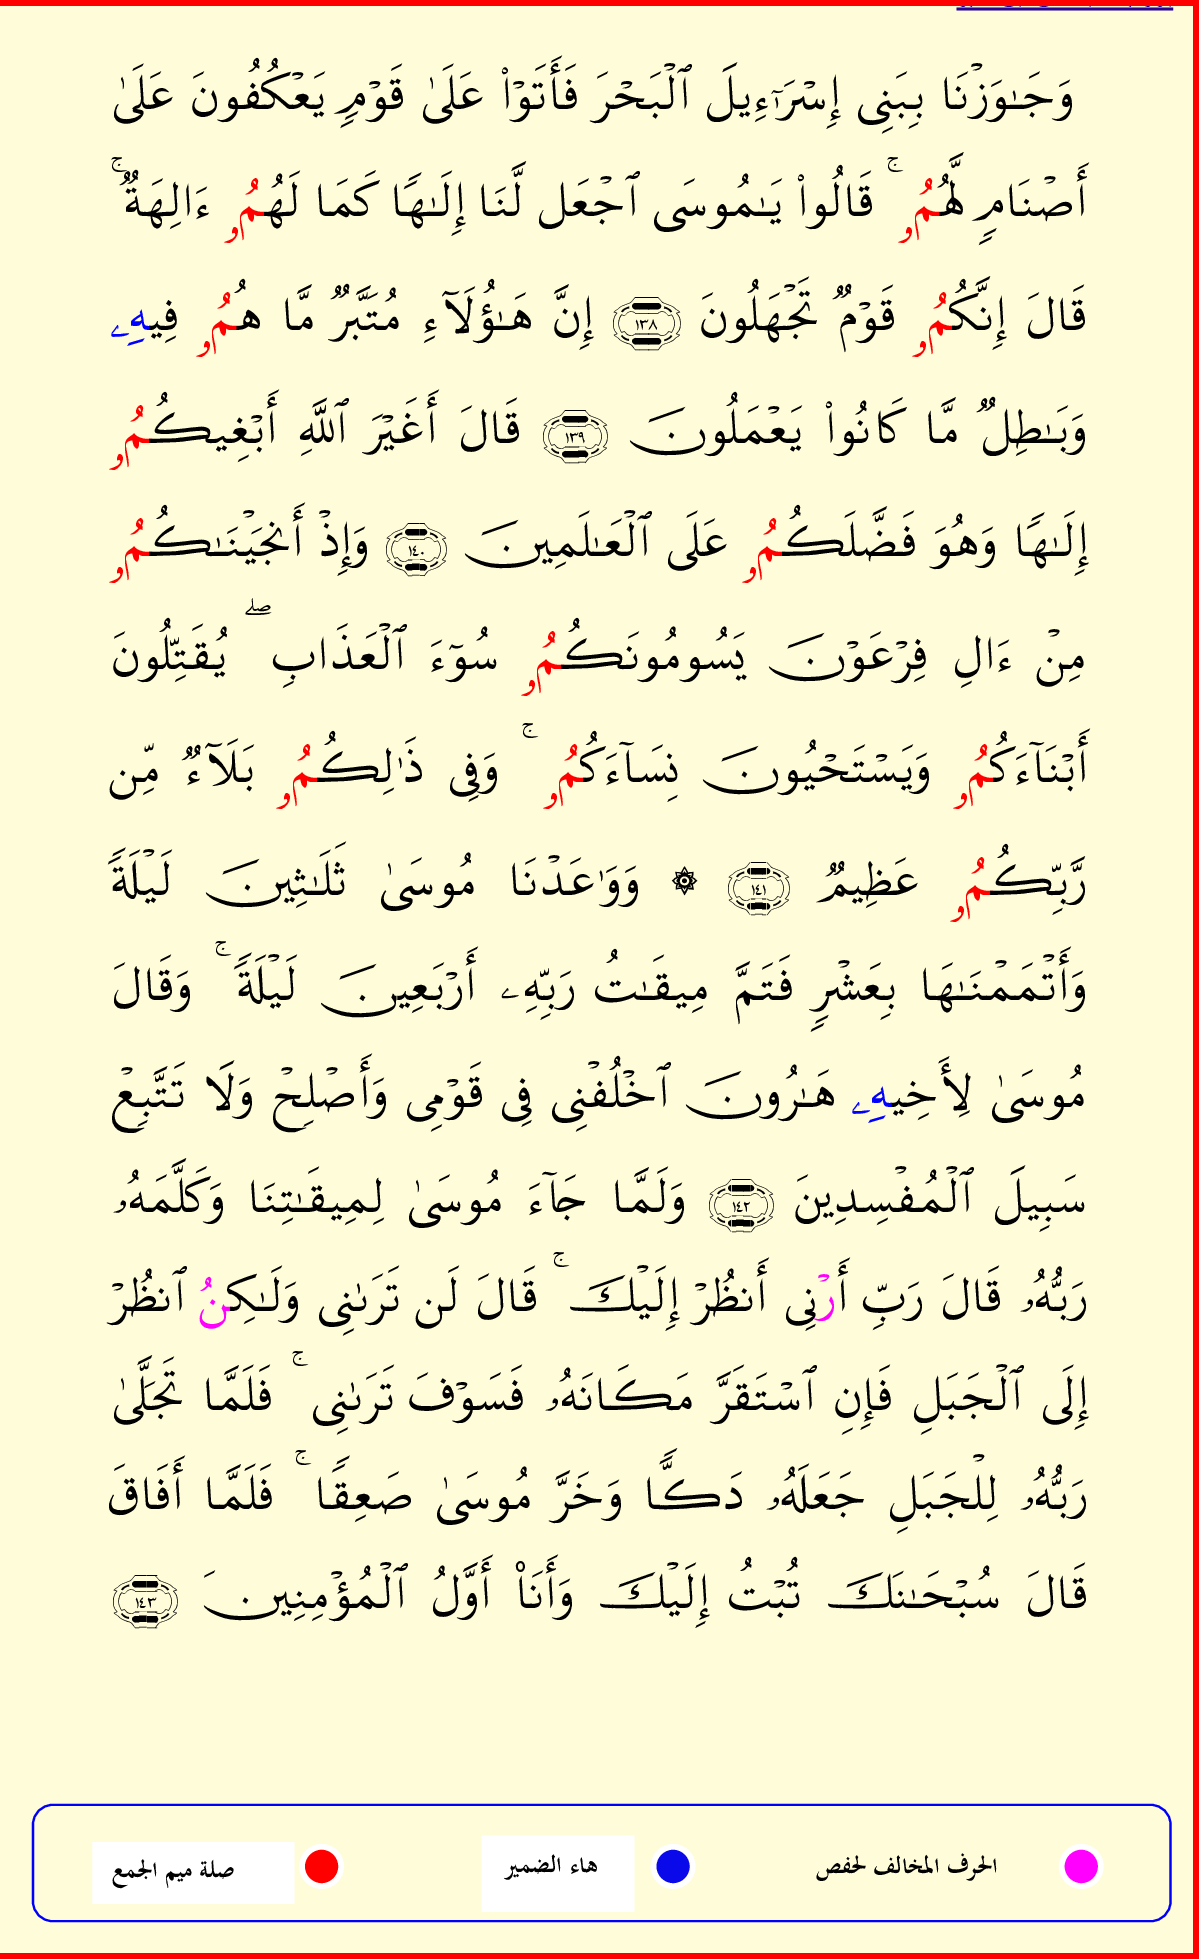 وَجَـٰوَزْنَا بِبَنِى إِسْرَٰٓءِيلَ ٱلْبَحْرَ فَأَتَوْا۟ عَلَىٰ قَوْمٍ يَعْكُفُونَ عَلَىٰ
أَصْنَامٍ لَّهُمُۥ ۚ قَالُوا۟ يَـٰمُوسَى ٱجْعَل لَّنَا إِلَـٰهًا كَمَا لَهُمُۥ ءَالِهَةٌ ۚ
قَالَ إِنَّكُمُۥ قَوْمٌ تَجْهَلُونَ ١٣٨ إِنَّ هَـٰؤُلَآءِ مُتَبَّرٌ مَّا هُمُۥ فِيهِۦ
وَبَـٰطِلٌ مَّا كَانُوا۟ يَعْمَلُونَ ١٣٩ قَالَ أَغَيْرَ ٱللَّهِ أَبْغِيكُمُۥ
إِلَـٰهًا وَهُوَ فَضَّلَكُمُۥ عَلَى ٱلْعَـٰلَمِينَ ١٤٠ وَإِذْ أَنجَيْنَـٰكُمُۥ
مِنْ ءَالِ فِرْعَوْنَ يَسُومُونَكُمُۥ سُوٓءَ ٱلْعَذَابِ ۖ يُقَتِّلُونَ
أَبْنَآءَكُمُۥ وَيَسْتَحْيُونَ نِسَآءَكُمُۥ ۚ وَفِى ذَٰلِكُمُۥ بَلَآءٌ مِّن
رَّبِّكُمُۥ عَظِيمٌ ١٤١ ۞ وَوَٰعَدْنَا مُوسَىٰ ثَلَـٰثِينَ لَيْلَةً
وَأَتْمَمْنَـٰهَا بِعَشْرٍ فَتَمَّ مِيقَـٰتُ رَبِّهِۦ أَرْبَعِينَ لَيْلَةً ۚ وَقَالَ
مُوسَىٰ لِأَخِيهِۦ هَـٰرُونَ ٱخْلُفْنِى فِى قَوْمِى وَأَصْلِحْ وَلَا تَتَّبِعْ
سَبِيلَ ٱلْمُفْسِدِينَ ١٤٢ وَلَمَّا جَآءَ مُوسَىٰ لِمِيقَـٰتِنَا وَكَلَّمَهُۥ
رَبُّهُۥ قَالَ رَبِّ أَرْنِى أَنظُرْ إِلَيْكَ ۚ قَالَ لَن تَرَىٰنِى وَلَـٰكِنُ ٱنظُرْ
إِلَى ٱلْجَبَلِ فَإِنِ ٱسْتَقَرَّ مَكَانَهُۥ فَسَوْفَ تَرَىٰنِى ۚ فَلَمَّا تَجَلَّىٰ
رَبُّهُۥ لِلْجَبَلِ جَعَلَهُۥ دَكًّا وَخَرَّ مُوسَىٰ صَعِقًا ۚ فَلَمَّا أَفَاقَ
قَالَ سُبْحَـٰنَكَ تُبْتُ إِلَيْكَ وَأَنَا۠ أَوَّلُ ٱلْمُؤْمِنِينَ ١٤٣
الحرف المخالف لحفص هاء الضمير صلة ميم الجمع